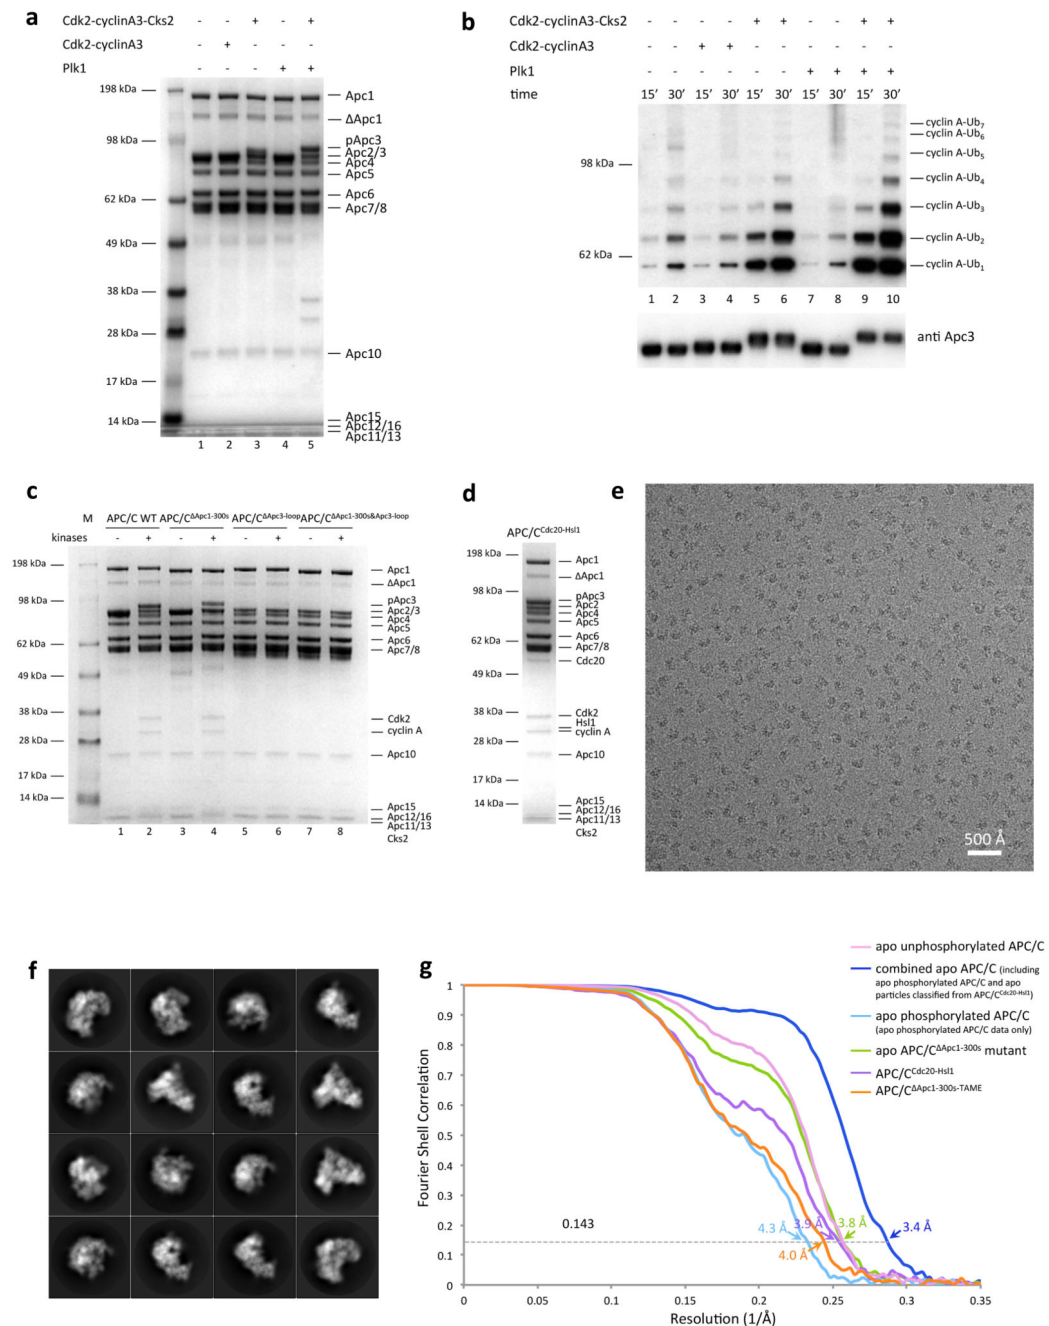 a
Cdk2-cyclinA3-Cks2 - - + - +
Cdk2-cyclinA3 - + - - -
Plk1 - - - + +
198 kDa
98 kDa
62 kDa
49 kDa
38 kDa
28 kDa
17 kDa
14 kDa
Apc1
ΔApc1
pApc3
Apc2/3
Apc4
Apc5
Apc6
Apc7/8
Apc10
Apc15
Apc12/16
Apc11/13
1 2 3 4 5
b
Cdk2-cyclinA3-Cks2 - - - - + + - - + +
Cdk2-cyclinA3 - - + + - - - - - -
Plk1 - - - - - - + + + +
time 15’ 30’ 15’ 30’ 15’ 30’ 15’ 30’ 15’ 30’
98 kDa
62 kDa
cyclin A-Ub7
cyclin A-Ub6
cyclin A-Ub5
cyclin A-Ub4
cyclin A-Ub3
cyclin A-Ub2
cyclin A-Ub1
1 2 3 4 5 6 7 8 9 10
anti Apc3
c
M APC/C WT APC/CΔApc1-300s APC/CΔApc3-loop APC/CΔApc1-300s&Apc3-loop
kinases - + - + - + - +
198 kDa
98 kDa
62 kDa
49 kDa
38 kDa
28 kDa
17 kDa
14 kDa
Apc1
ΔApc1
pApc3
Apc2/3
Apc4
Apc5
Apc6
Apc7/8
Cdk2
cyclin A
Apc10
Apc15
Apc12/16
Apc11/13
Cks2
1 2 3 4 5 6 7 8
d
APC/CCdc20-Hsl1
198 kDa
98 kDa
62 kDa
49 kDa
38 kDa
28 kDa
17 kDa
14 kDa
Apc1
ΔApc1
pApc3
Apc2
Apc4
Apc5
Apc6
Apc7/8
Cdc20
Cdk2
Hsl1
cyclin A
Apc10
Apc15
Apc12/16
Apc11/13
Cks2
e
500 Å
f
g
apo unphosphorylated APC/C
combined apo APC/C (including
apo phosphorylated APC/C and apo
particles classified from APC/CCdc20-Hsl1)
apo phosphorylated APC/C
(apo phosphorylated APC/C data only)
apo APC/CΔApc1-300s mutant
APC/CCdc20-Hsl1
APC/CΔApc1-300s-TAME
Fourier Shell Correlation
1
0.9
0.8
0.7
0.6
0.5
0.4
0.3
0.2
0.1
0
0.143
4.3 Å
3.9 Å
3.8 Å
3.4 Å
4.0 Å
0 0.05 0.1 0.15 0.2 0.25 0.3 0.35
Resolution (1/Å)